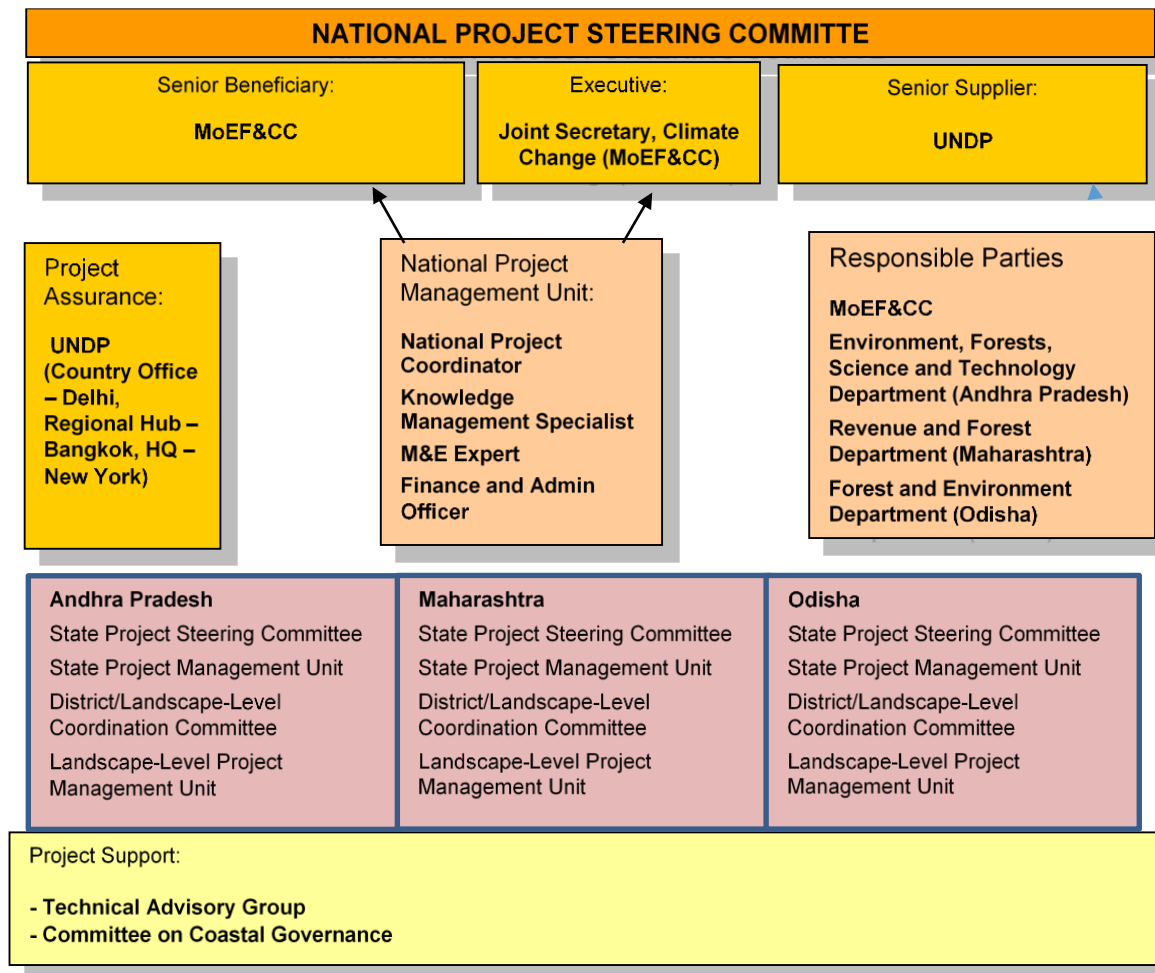 NATIONAL PROJECT STEERING COMMITTE
Senior Beneficiary:
MoEF&CC
Executive:
Joint Secretary, Climate
Change (MoEF&CC)
Senior Supplier:
UNDP
Project
Assurance:
UNDP
(Country Office
– Delhi,
Regional Hub –
Bangkok, HQ –
New York)
National Project
Management Unit:
National Project
Coordinator
Knowledge
Management Specialist
M&E Expert
Finance and Admin
Officer
Responsible Parties
MoEF&CC
Environment, Forests,
Science and Technology
Department (Andhra Pradesh)
Revenue and Forest
Department (Maharashtra)
Forest and Environment
Department (Odisha)
Andhra Pradesh
State Project Steering Committee
State Project Management Unit
District/Landscape-Level
Coordination Committee
Landscape-Level Project
Management Unit
Maharashtra
State Project Steering Committee
State Project Management Unit
District/Landscape-Level
Coordination Committee
Landscape-Level Project
Management Unit
Odisha
State Project Steering Committee
State Project Management Unit
District/Landscape-Level
Coordination Committee
Landscape-Level Project
Management Unit
Project Support:
- Technical Advisory Group
- Committee on Coastal Governance